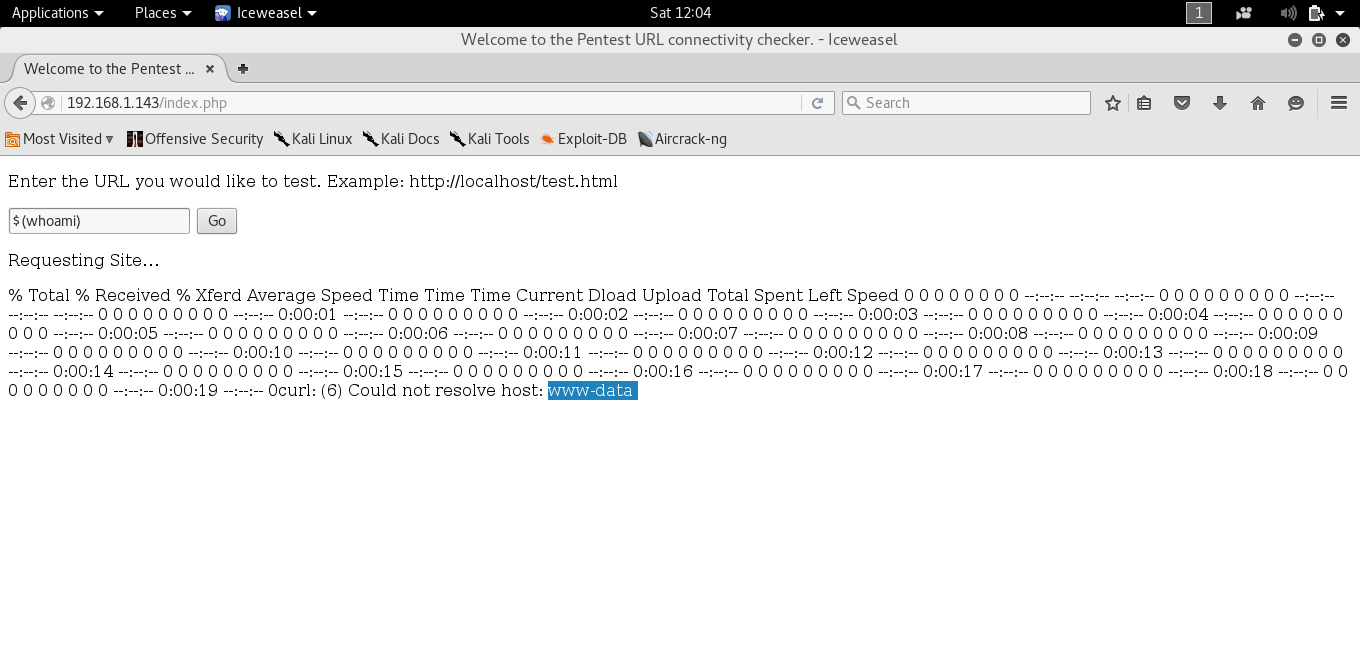 Applications Places Iceweasel Sat 12:04 1
Welcome to the Pentest URL connectivity checker. - Iceweasel
Welcome to the Pentest ...
192.168.1.143/index.php Search
Most Visited Offensive Security Kali Linux Kali Docs Kali Tools Exploit-DB Aircrack-ng
Enter the URL you would like to test. Example: http://localhost/test.html
$(whoami) Go
Requesting Site...
% Total % Received % Xferd Average Speed Time Time Time Current Dload Upload Total Spent Left Speed 0 0 0 0 0 0 0 0 --:--:-- --:--:-- --:--:-- 0 0 0 0 0 0 0 0 0 --:--:--
--:--:-- --:--:-- 0 0 0 0 0 0 0 0 0 --:--:-- 0:00:01 --:--:-- 0 0 0 0 0 0 0 0 0 --:--:-- 0:00:02 --:--:-- 0 0 0 0 0 0 0 0 0 --:--:-- 0:00:03 --:--:-- 0 0 0 0 0 0 0 0 0 --:--:-- 0:00:04 --:--:-- 0 0 0 0 0 0
0 0 0 --:--:-- 0:00:05 --:--:-- 0 0 0 0 0 0 0 0 0 --:--:-- 0:00:06 --:--:-- 0 0 0 0 0 0 0 0 0 --:--:-- 0:00:07 --:--:-- 0 0 0 0 0 0 0 0 0 --:--:-- 0:00:08 --:--:-- 0 0 0 0 0 0 0 0 0 --:--:-- 0:00:09
--:--:-- 0 0 0 0 0 0 0 0 0 --:--:-- 0:00:10 --:--:-- 0 0 0 0 0 0 0 0 0 --:--:-- 0:00:11 --:--:-- 0 0 0 0 0 0 0 0 0 --:--:-- 0:00:12 --:--:-- 0 0 0 0 0 0 0 0 0 --:--:-- 0:00:13 --:--:-- 0 0 0 0 0 0 0 0 0
--:--:-- 0:00:14 --:--:-- 0 0 0 0 0 0 0 0 0 --:--:-- 0:00:15 --:--:-- 0 0 0 0 0 0 0 0 0 --:--:-- 0:00:16 --:--:-- 0 0 0 0 0 0 0 0 0 --:--:-- 0:00:17 --:--:-- 0 0 0 0 0 0 0 0 0 --:--:-- 0:00:18 --:--:-- 0 0
0 0 0 0 0 0 0 --:--:-- 0:00:19 --:--:-- 0curl: (6) Could not resolve host: www-data